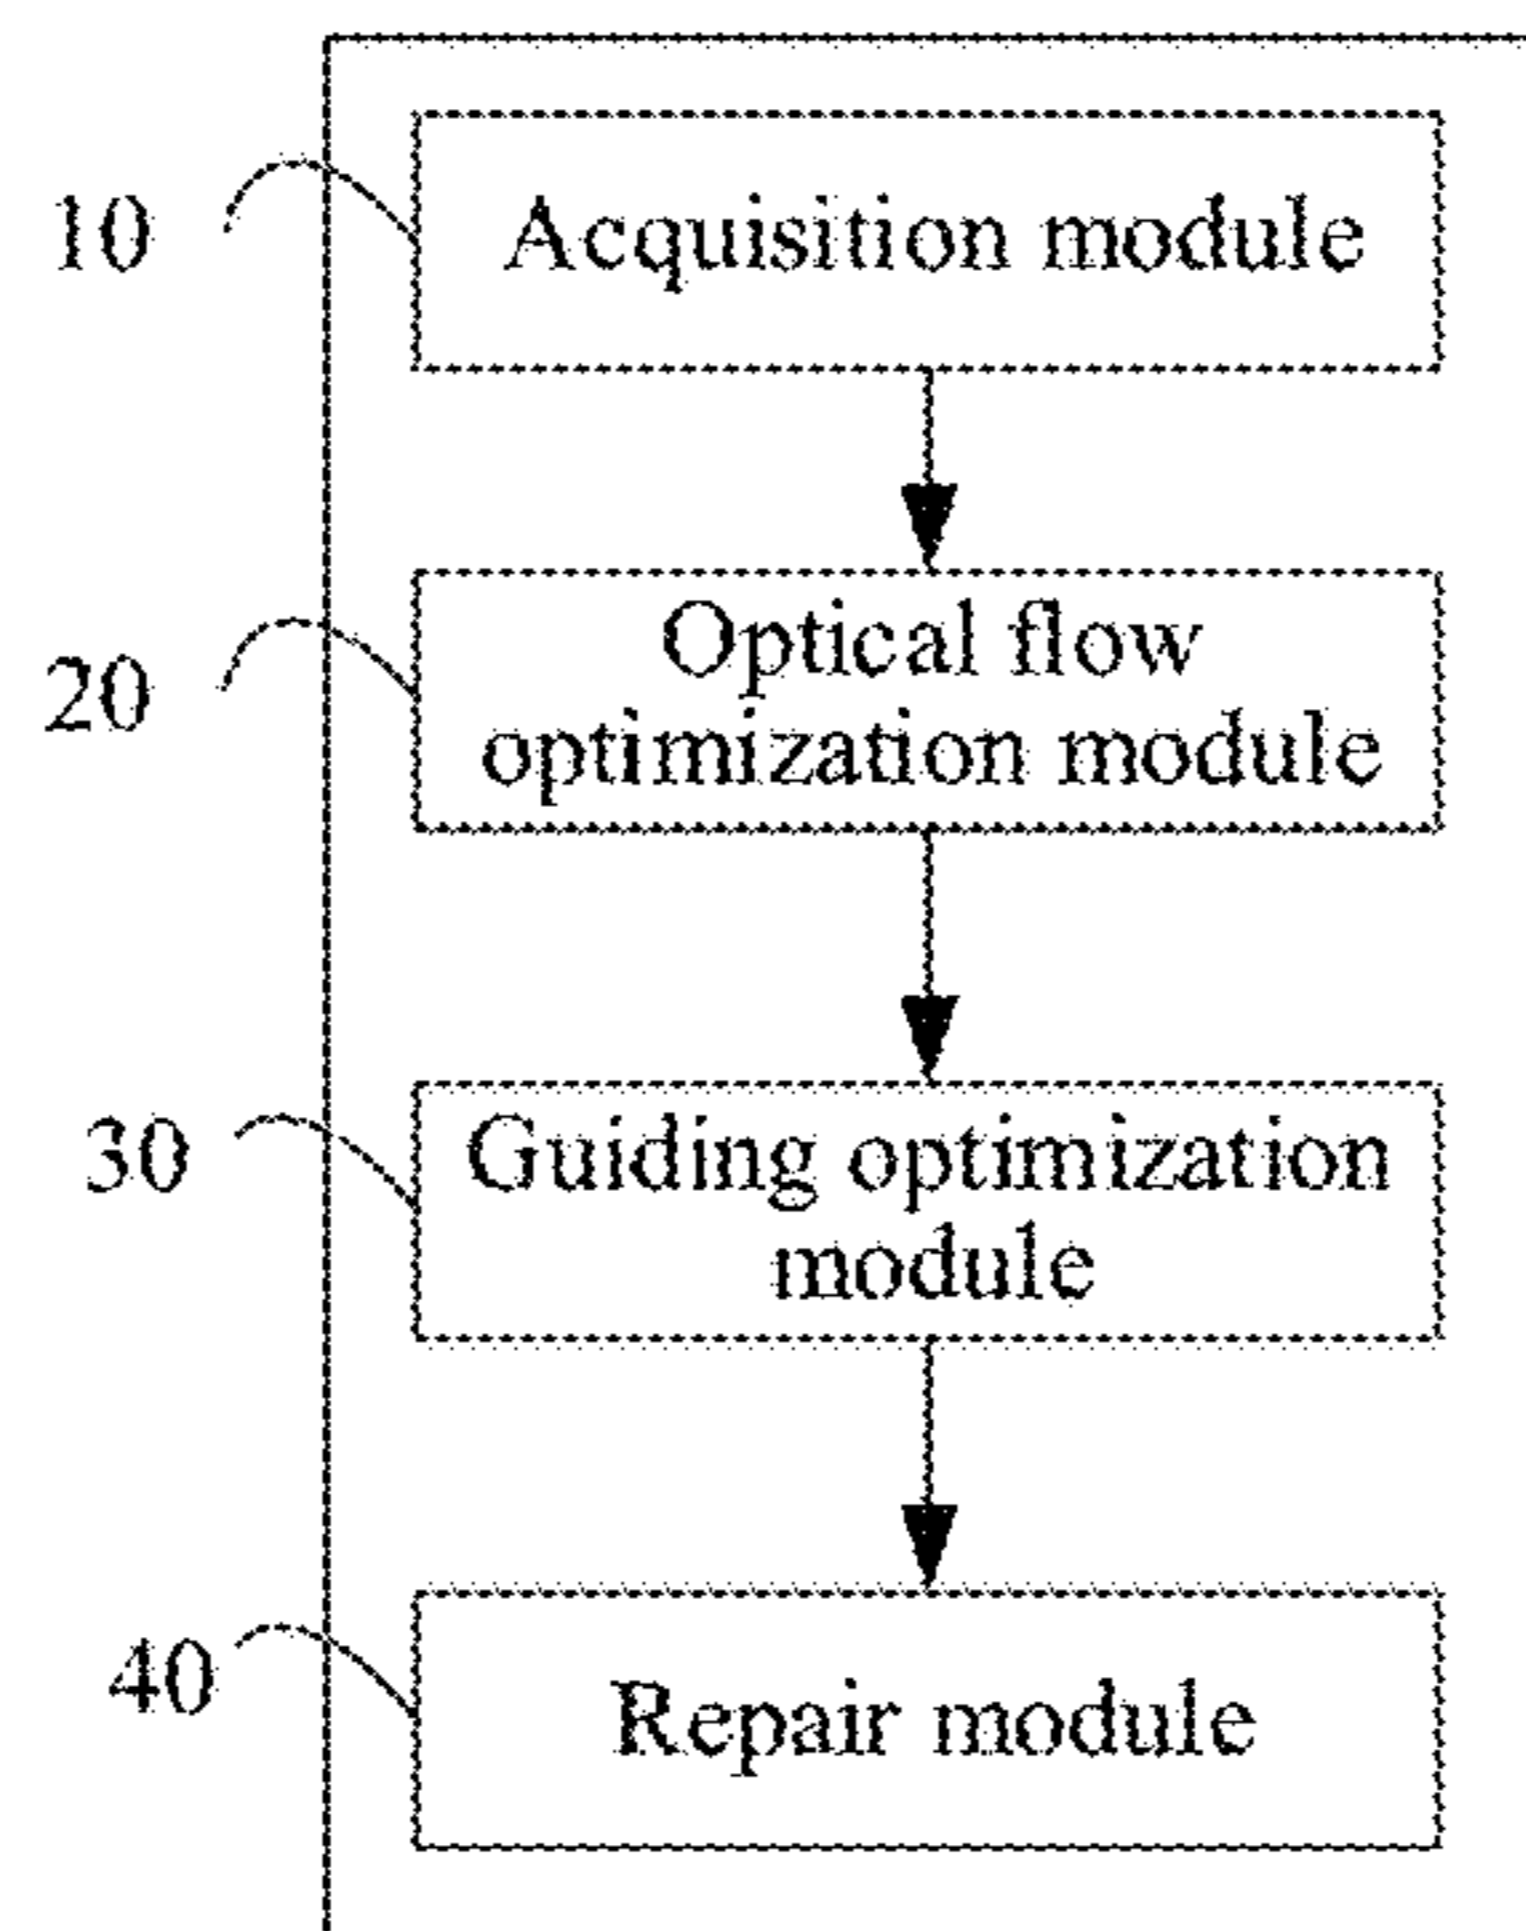 10
Acquisition module
20
Optical flow
optimization module
30
Guiding optimization
module
40
Repair module